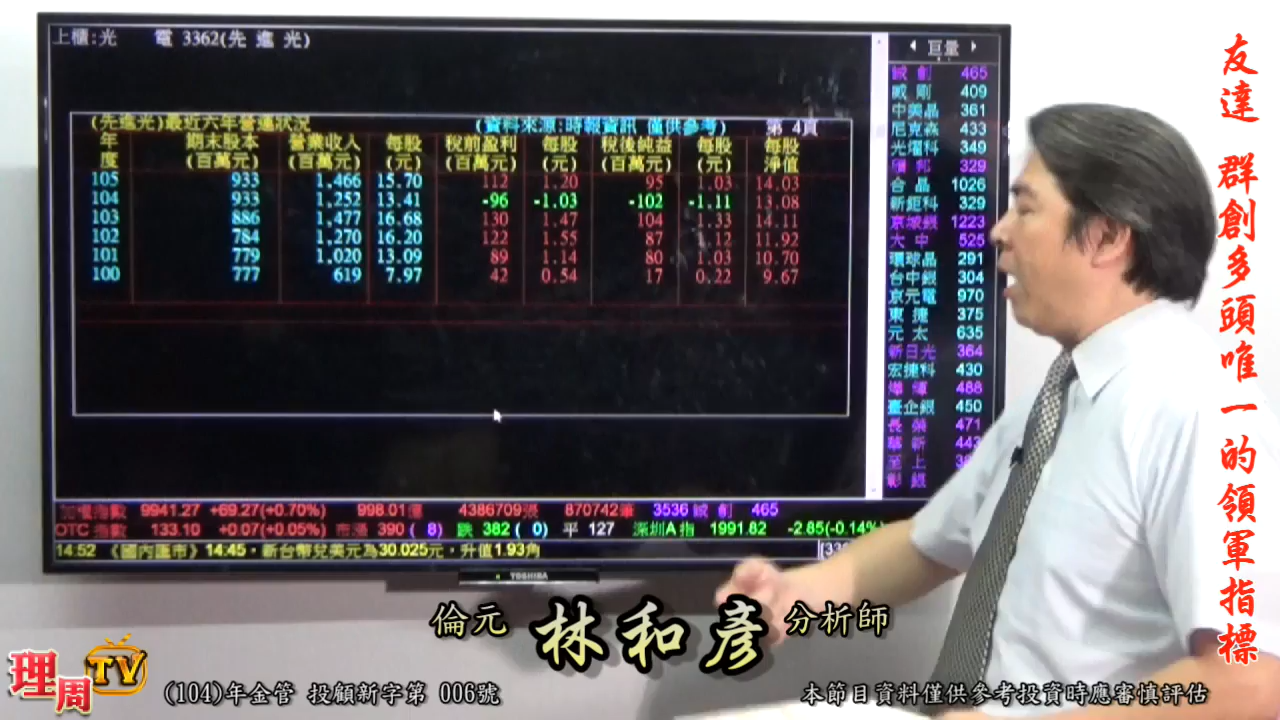 上櫃:光 電 3362(先 進 光)
(先進光)最近六年營運狀況 (資料來源:時報資訊 僅供參考) 第 4頁
年度 期末股本(百萬元) 營業收入(百萬元) 每股(元) 稅前盈利(百萬元) 每股(元) 稅後純益(百萬元) 每股(元) 每股淨值
105 933 1,466 15.70 112 1.20 95 1.03 14.03
104 933 1,252 13.41 -96 -1.03 -102 -1.11 13.08
103 886 1,477 16.68 130 1.47 104 1.33 14.11
102 784 1,270 16.20 122 1.55 87 1.12 11.92
101 779 1,020 13.09 89 1.14 80 1.03 10.70
100 777 619 7.97 42 0.54 17 0.22 9.67
巨量
誠 創 465
威 剛 409
中美晶 361
尼克森 433
光燿科 349
頎 邦 329
合 晶 1026
新鉅科 329
京城銀 1223
大 中 525
環球晶 291
台中銀 304
京元電 970
東 捷 375
元 太 635
新日光 364
宏捷科 430
燁 輝 488
臺企銀 450
長 榮 471
華 新 443
至 上
加權指數 9941.27 +69.27(+0.70%) 998.01億 4386709張 870742筆 3536 誠 創 465
OTC 指數 133.10 +0.07(+0.05%) 市漲 390 ( 8) 跌 382 ( 0) 平 127 深圳A指 1991.82 -2.85(-0.14%)
14.52 《國內匯市》14.45,新台幣兌美元為30.025元,升值1.93角
TOSHIBA
友達 群創多頭唯一的領軍指標
倫元 林和彥 分析師
理周TV
(104)年金管 投顧新字第 006號
本節目資料僅供參考投資時應審慎評估